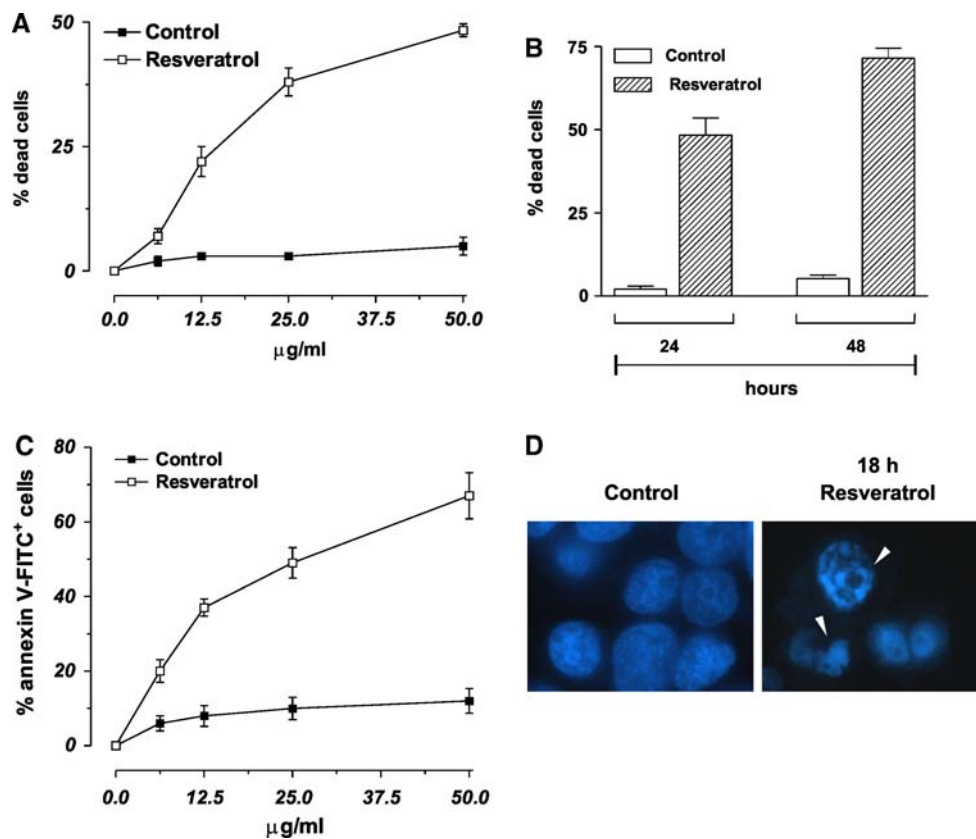 A
50
25
0
% dead cells
Control
Resveratrol
0.0 12.5 25.0 37.5 50.0
µg/ml
B
75
50
25
0
% dead cells
Control
Resveratrol
24 48
hours
C
80
60
40
20
0
% annexin V-FITC⁺ cells
Control
Resveratrol
0.0 12.5 25.0 37.5 50.0
µg/ml
D
Control
18 h
Resveratrol